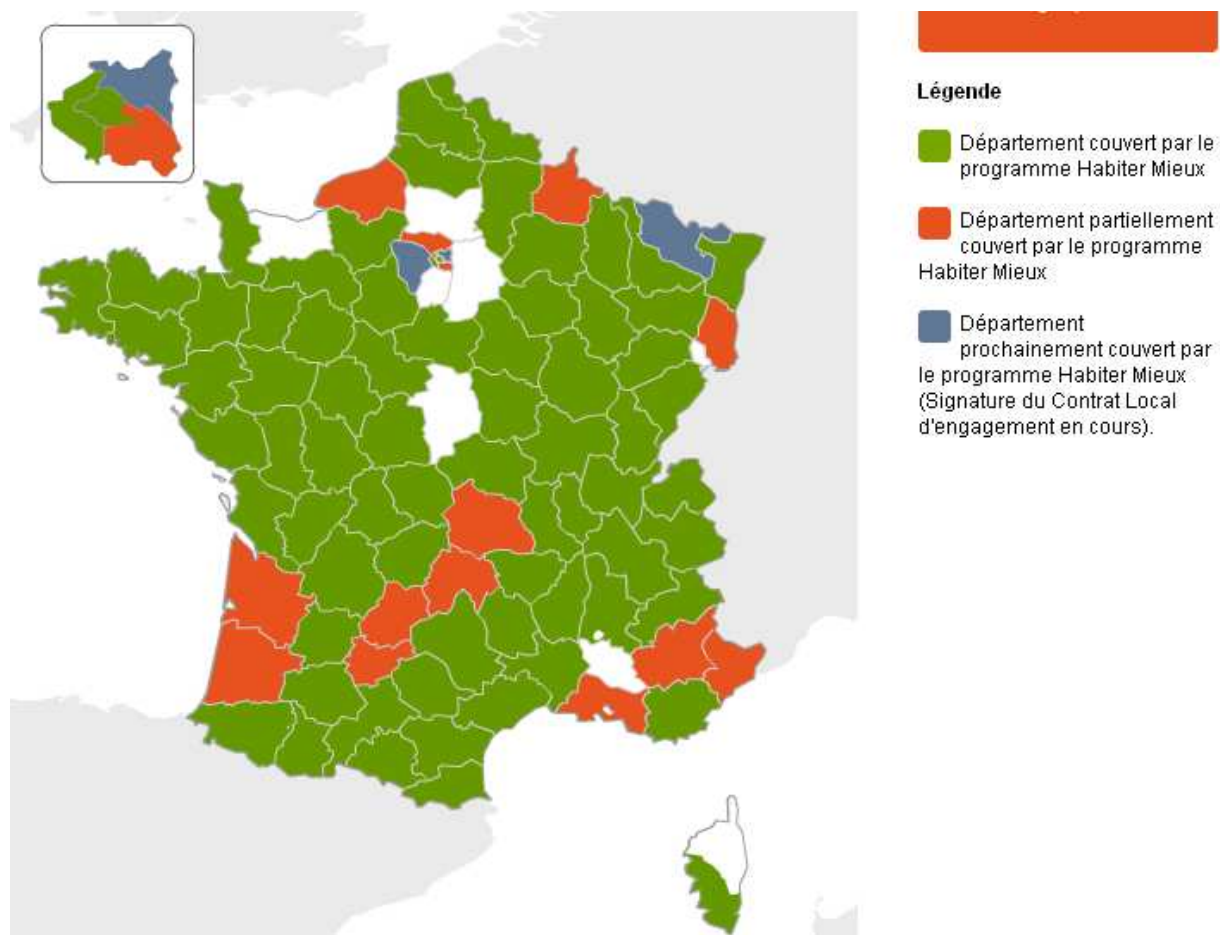 Légende
Département couvert par le
programme Habiter Mieux
Département partiellement
couvert par le programme
Habiter Mieux
Département
prochainement couvert par
le programme Habiter Mieux
(Signature du Contrat Local
d'engagement en cours).